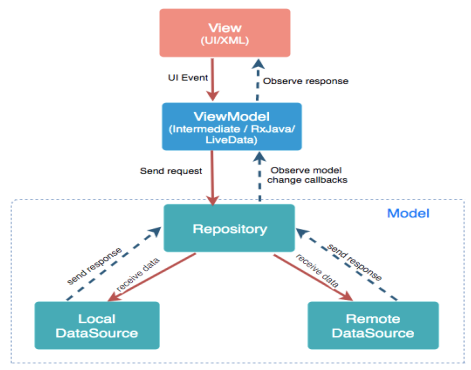 View
(UI/XML)
UI Event
Observe response
ViewModel
(Intermediate / RxJava/
LiveData)
Send request
Observe model
change callbacks
Model
Repository
send response
receive data
receive data
send response
Local
DataSource
Remote
DataSource